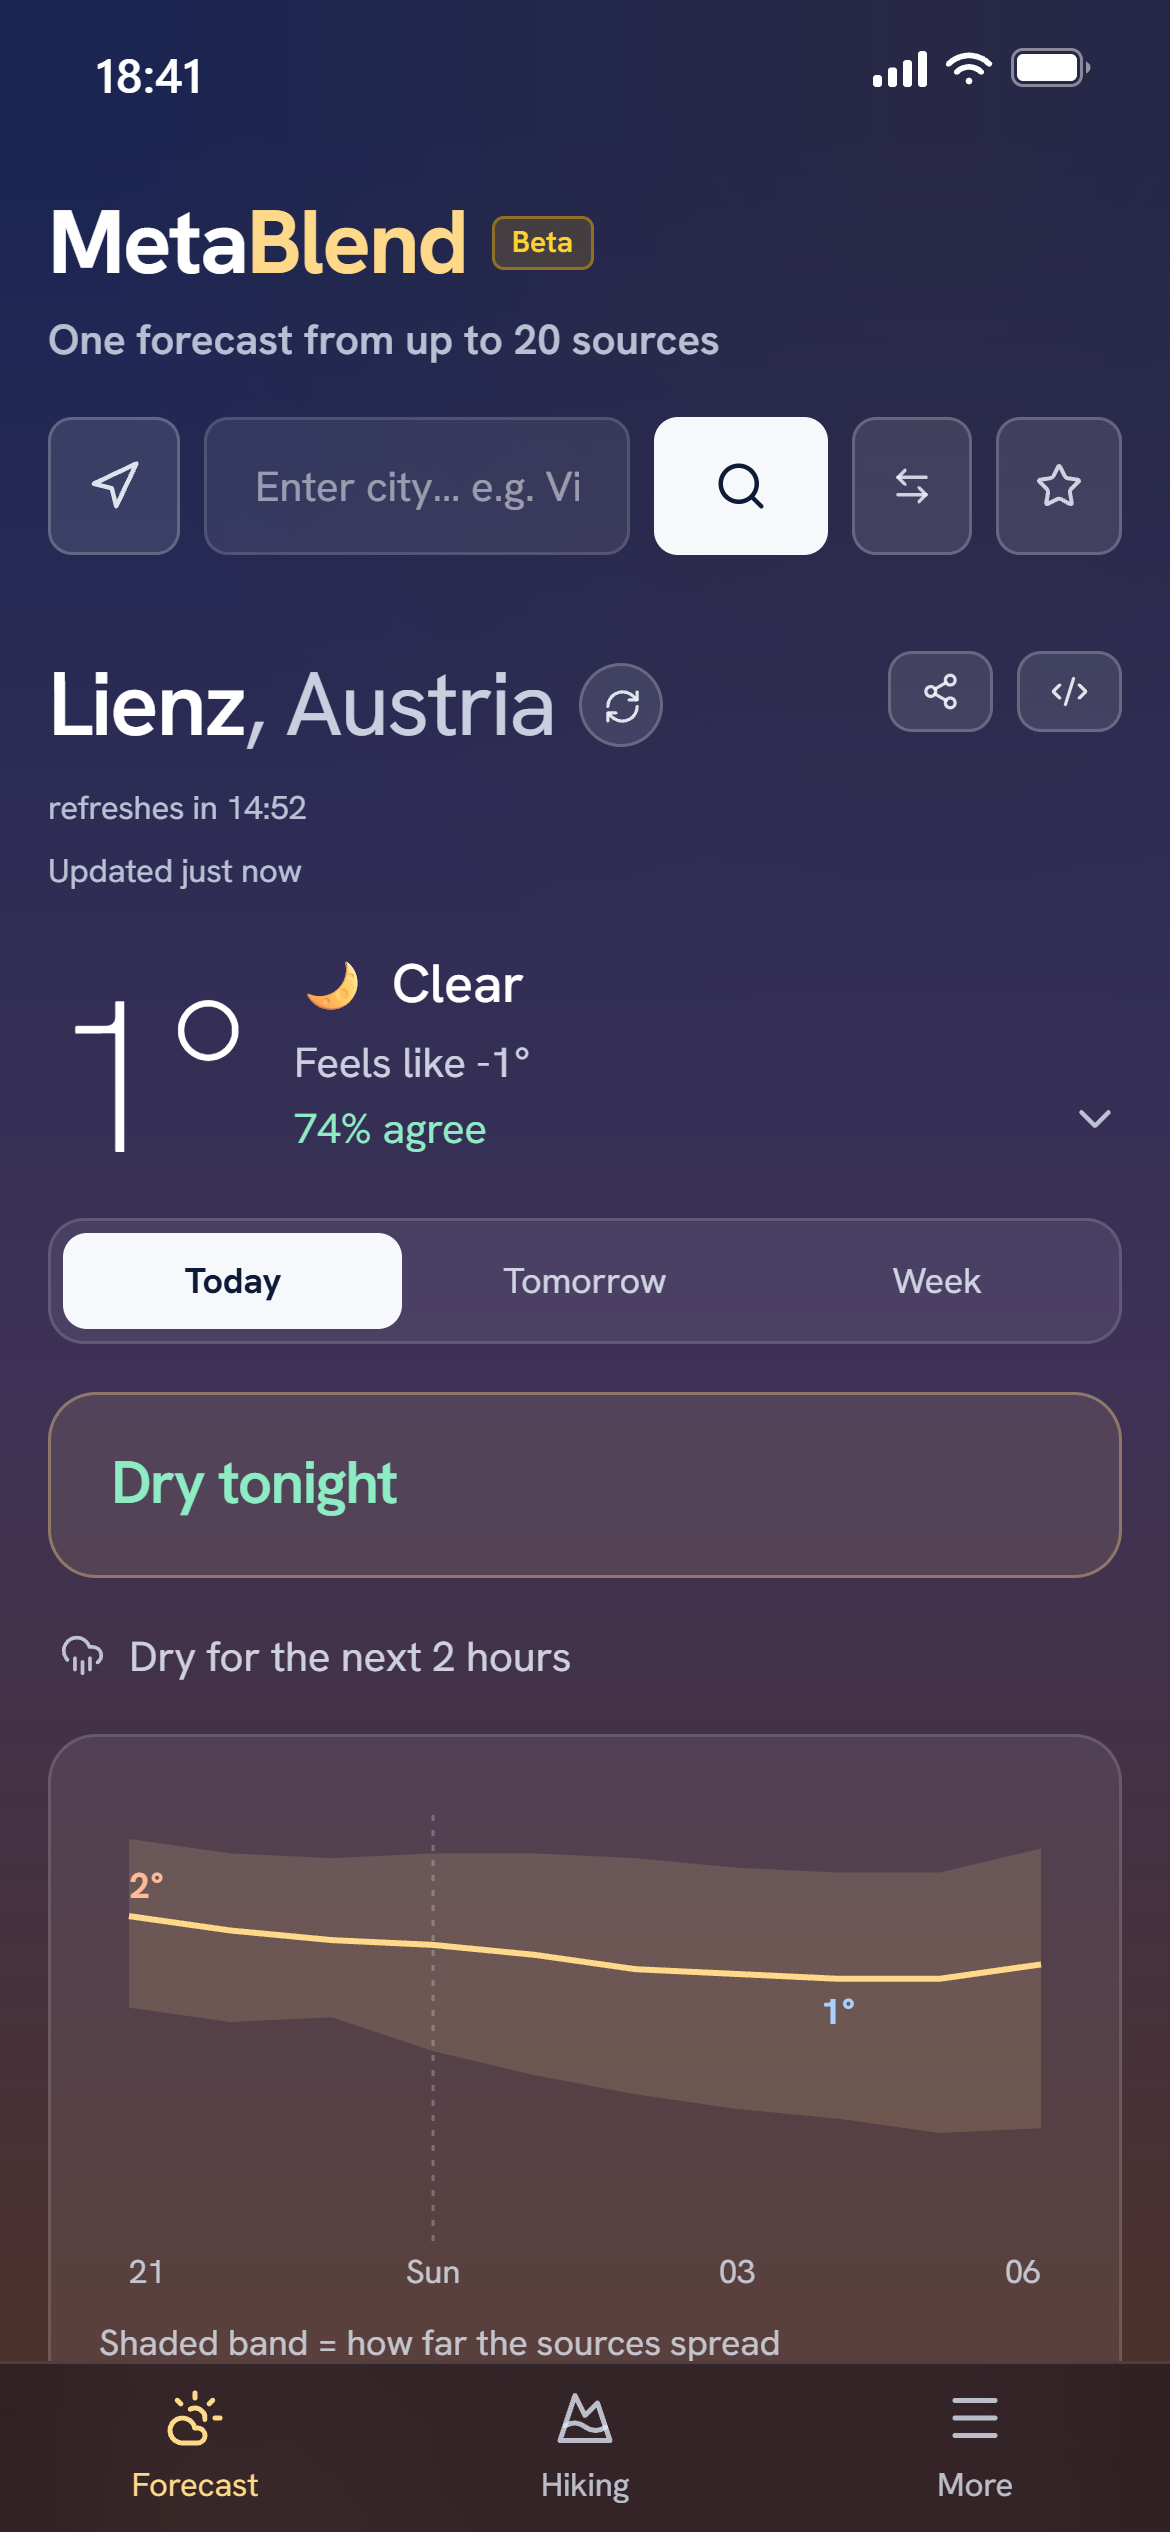 18:41
MetaBlend Beta
One forecast from up to 20 sources
Enter city... e.g. Vi
Lienz, Austria
refreshes in 14:52
Updated just now
1°
Clear
Feels like -1°
74% agree
Today Tomorrow Week
Dry tonight
Dry for the next 2 hours
2°
1°
21 Sun 03 06
Shaded band = how far the sources spread
Forecast Hiking More